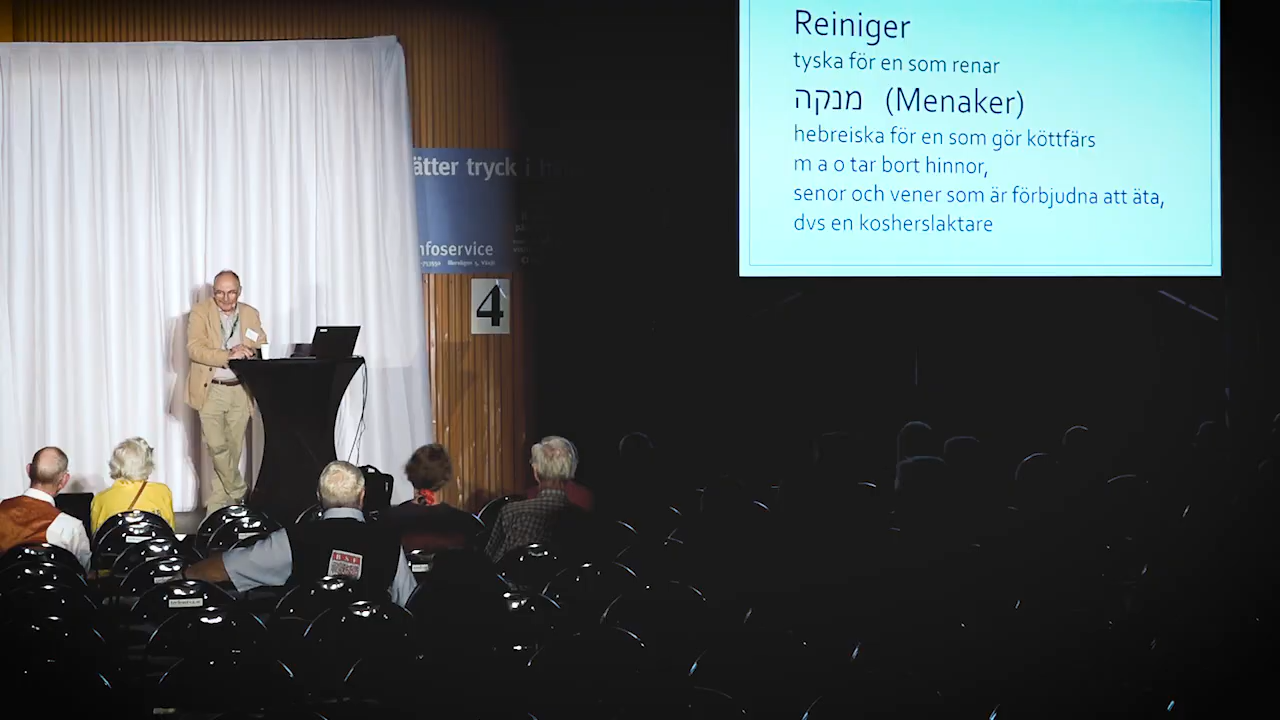 Reiniger
tyska för en som renar
מנקה (Menaker)
hebreiska för en som gör köttfärs
m a o tar bort hinnor,
senor och vener som är förbjudna att äta,
dvs en kosherslaktare
ätter tryck i
nfoservice
4